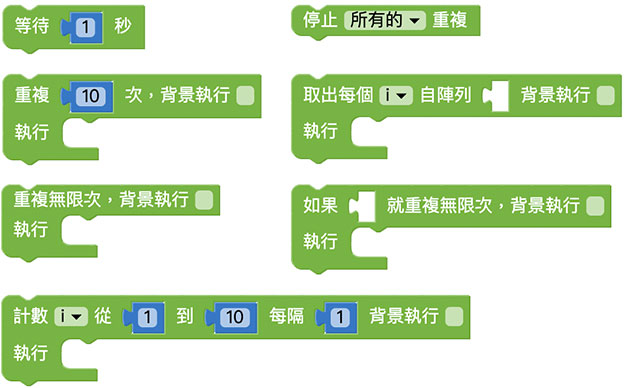 等待 1 秒
停止 所有的 重複
重複 10 次，背景執行
執行
取出每個 i 自陣列 背景執行
執行
重複無限次，背景執行
執行
如果 就重複無限次，背景執行
執行
計數 i 從 1 到 10 每隔 1 背景執行
執行